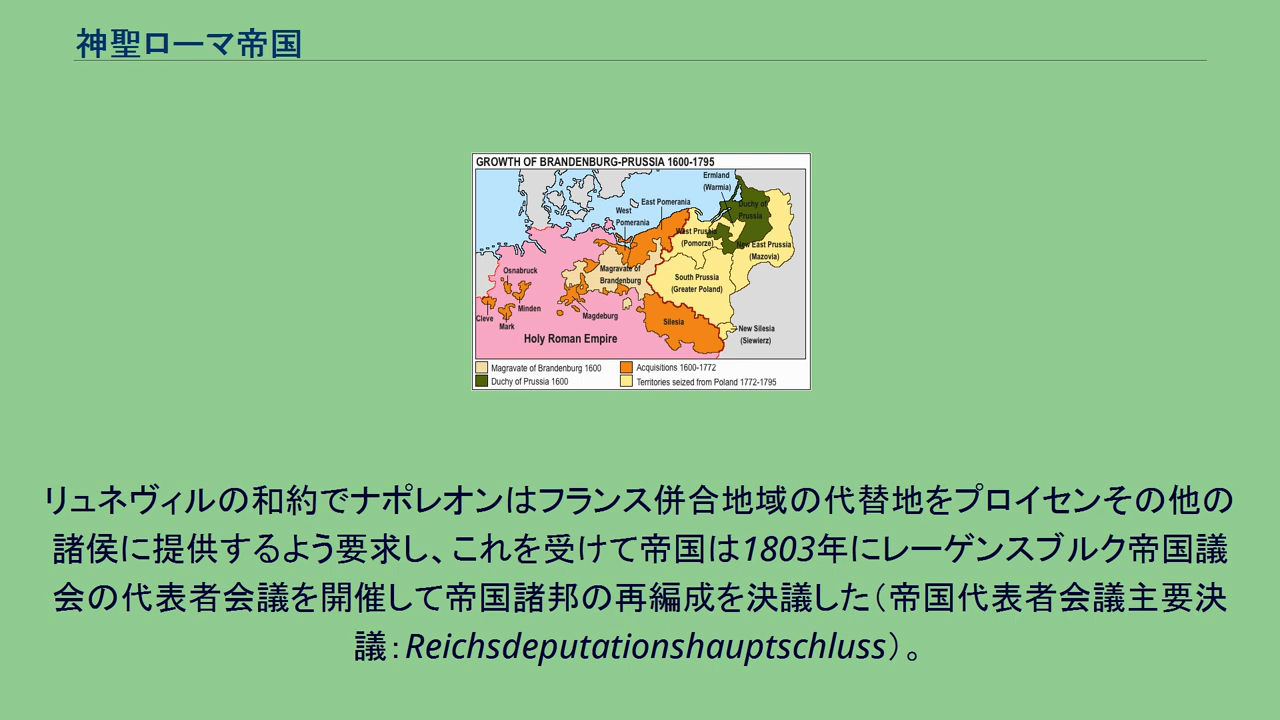 神聖ローマ帝国
GROWTH OF BRANDENBURG-PRUSSIA 1600-1795
Ermland
(Warmia)
East Pomerania
Duchy of
Prussia
West
Pomerania
West Prussia
(Pomorze)
New East Prussia
(Mazovia)
Osnabruck
Magravate of
Brandenburg
South Prussia
(Greater Poland)
Minden
Cleve
Mark
Magdeburg
Silesia
New Silesia
(Siewierz)
Holy Roman Empire
Magravate of Brandenburg 1600
Acquisitions 1600-1772
Duchy of Prussia 1600
Territories seized from Poland 1772-1795
リュネヴィルの和約でナポレオンはフランス併合地域の代替地をプロイセンその他の
諸侯に提供するよう要求し、これを受けて帝国は1803年にレーゲンスブルク帝国議
会の代表者会議を開催して帝国諸邦の再編成を決議した（帝国代表者会議主要決
議：Reichsdeputationshauptschluss）。